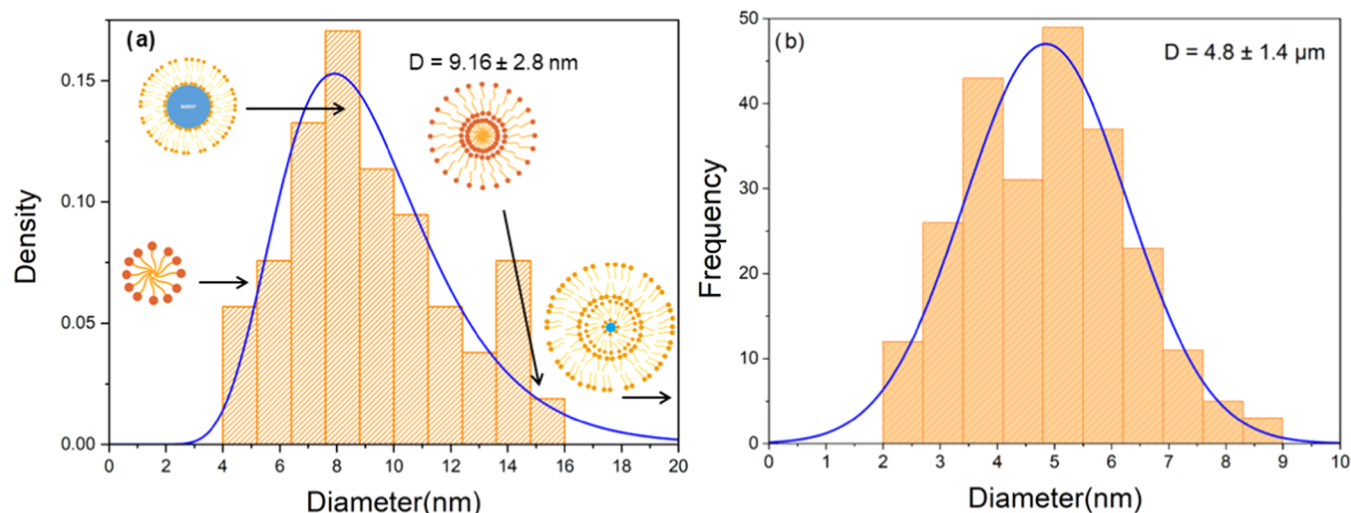 (a)
D = 9.16 ± 2.8 nm
Density
0.15
0.10
0.05
0.00
0 2 4 6 8 10 12 14 16 18 20
Diameter(nm)
(b)
D = 4.8 ± 1.4 μm
Frequency
50
40
30
20
10
0
0 1 2 3 4 5 6 7 8 9 10
Diameter(nm)